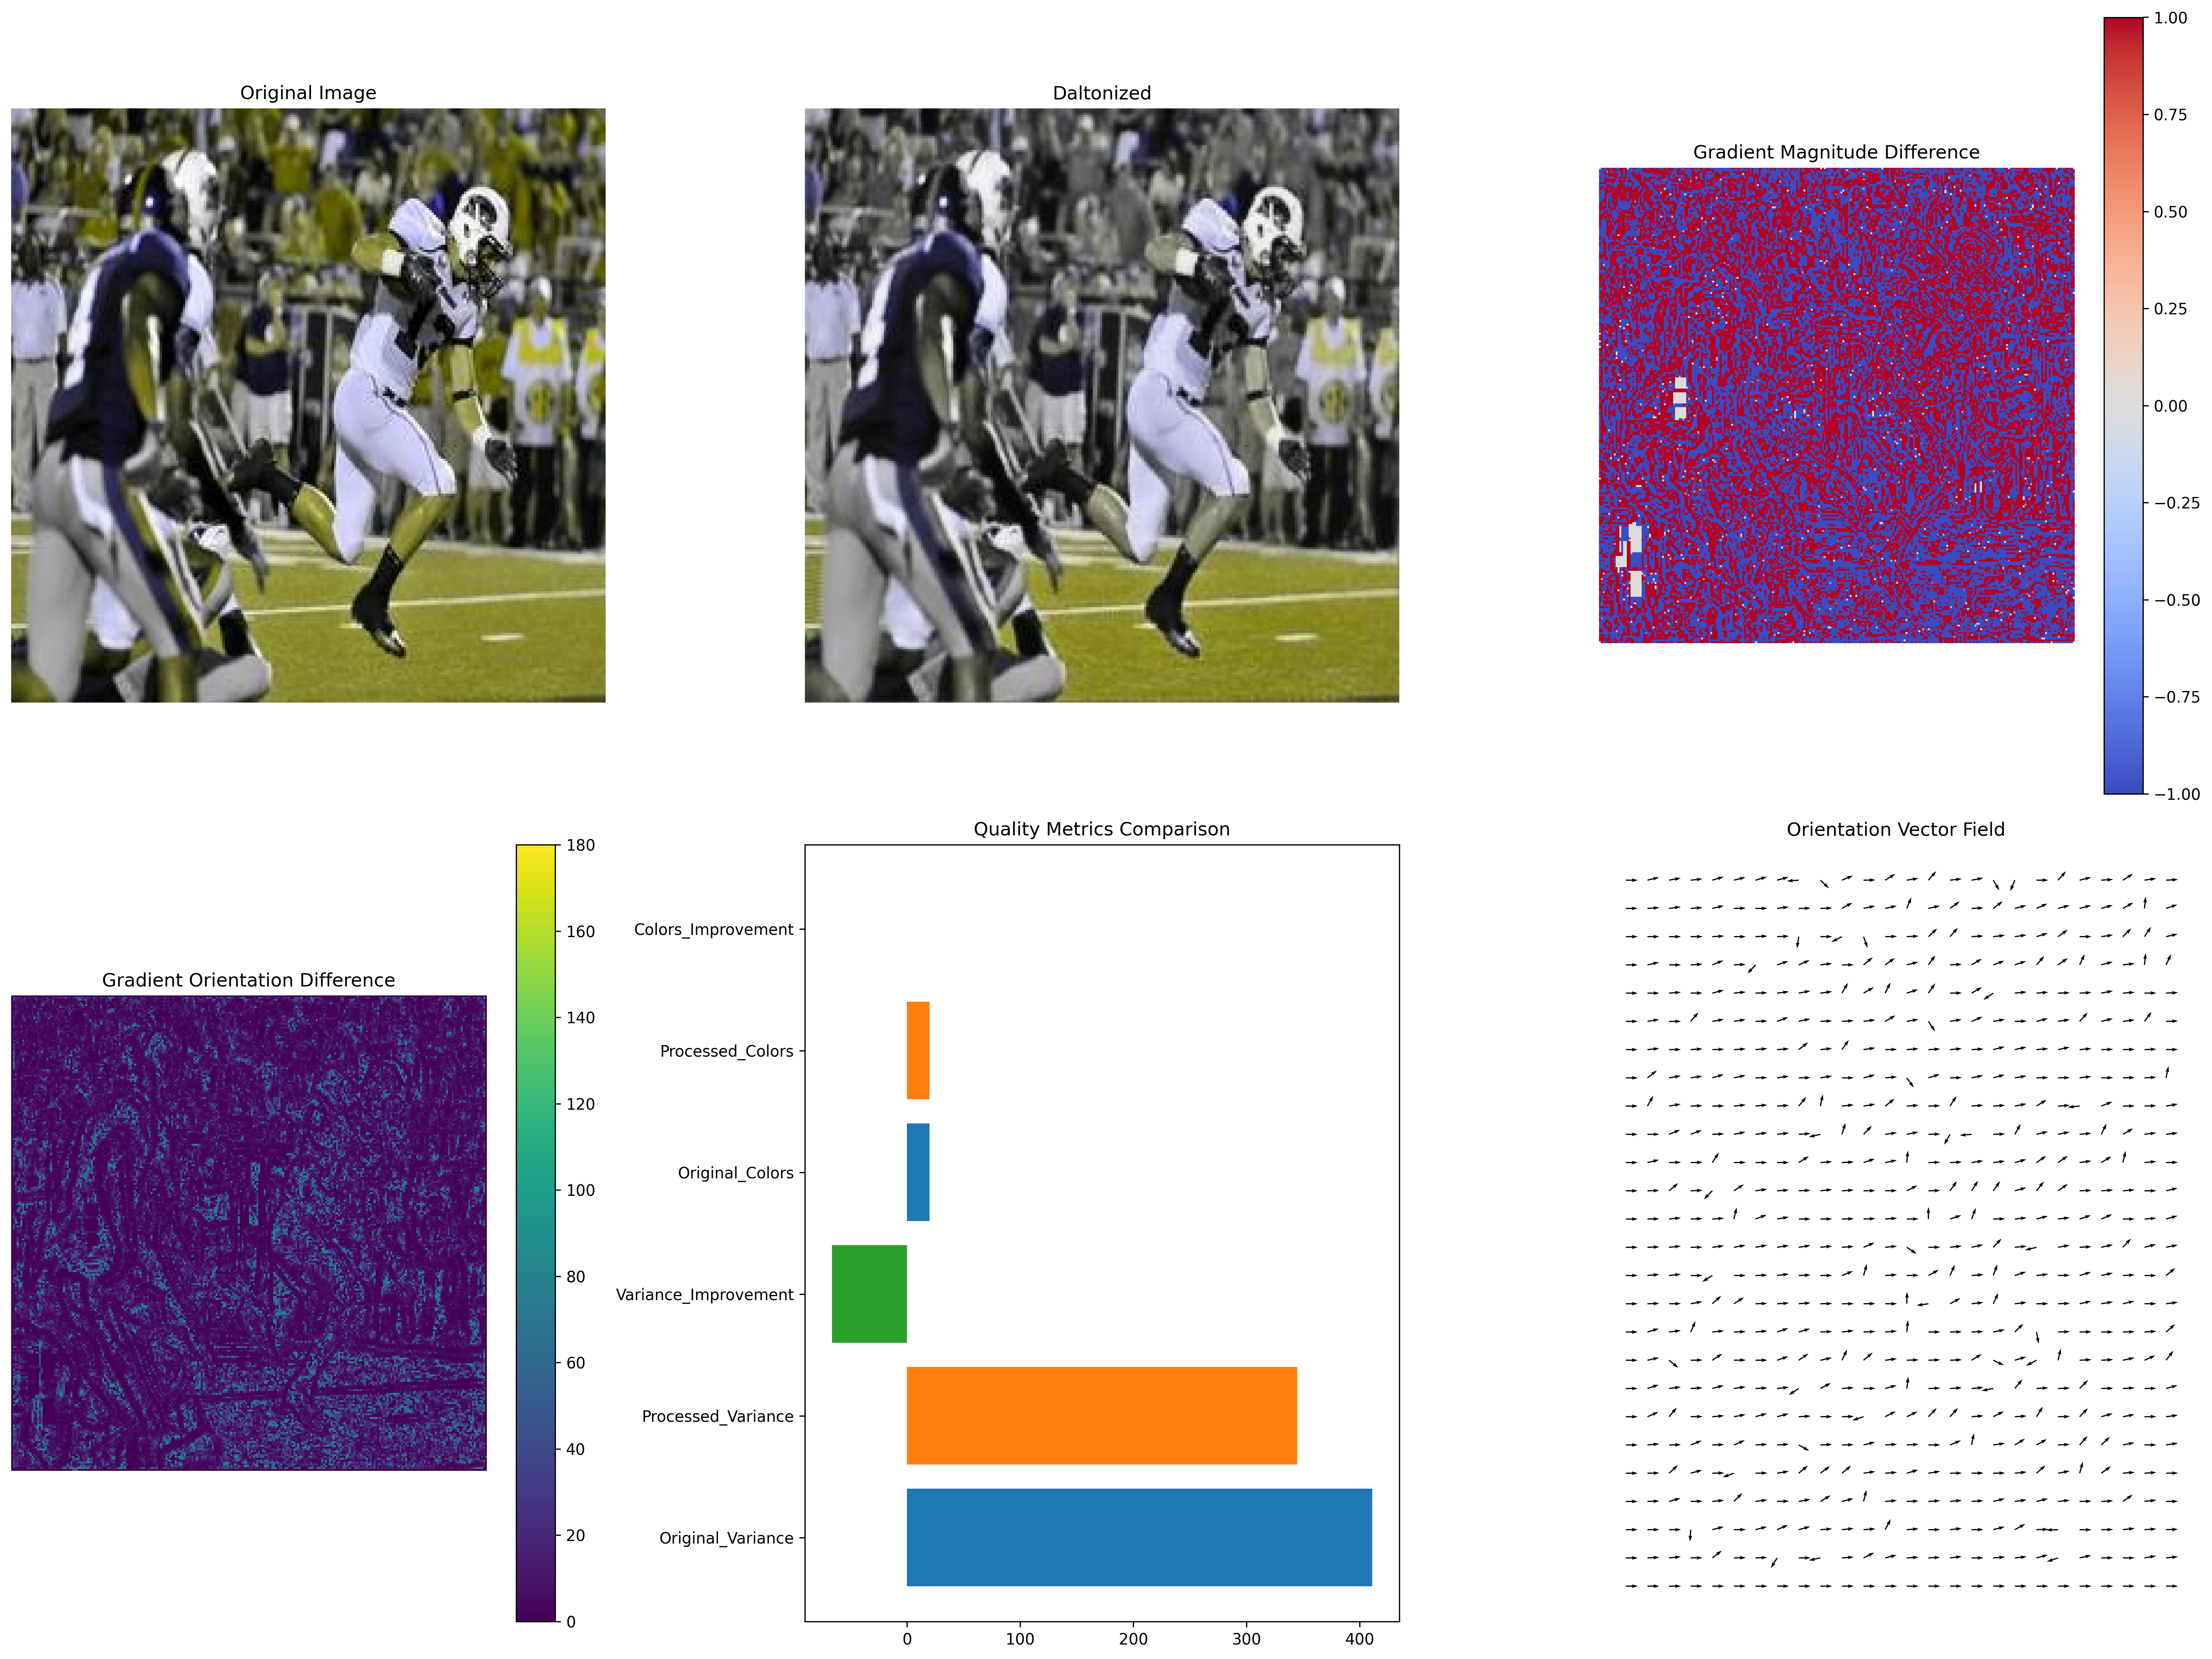 Original Image
Daltonized
Gradient Magnitude Difference
1.00
0.75
0.50
0.25
0.00
−0.25
−0.50
−0.75
−1.00
Gradient Orientation Difference
180
160
140
120
100
80
60
40
20
0
Quality Metrics Comparison
Colors_Improvement
Processed_Colors
Original_Colors
Variance_Improvement
Processed_Variance
Original_Variance
0
100
200
300
400
Orientation Vector Field